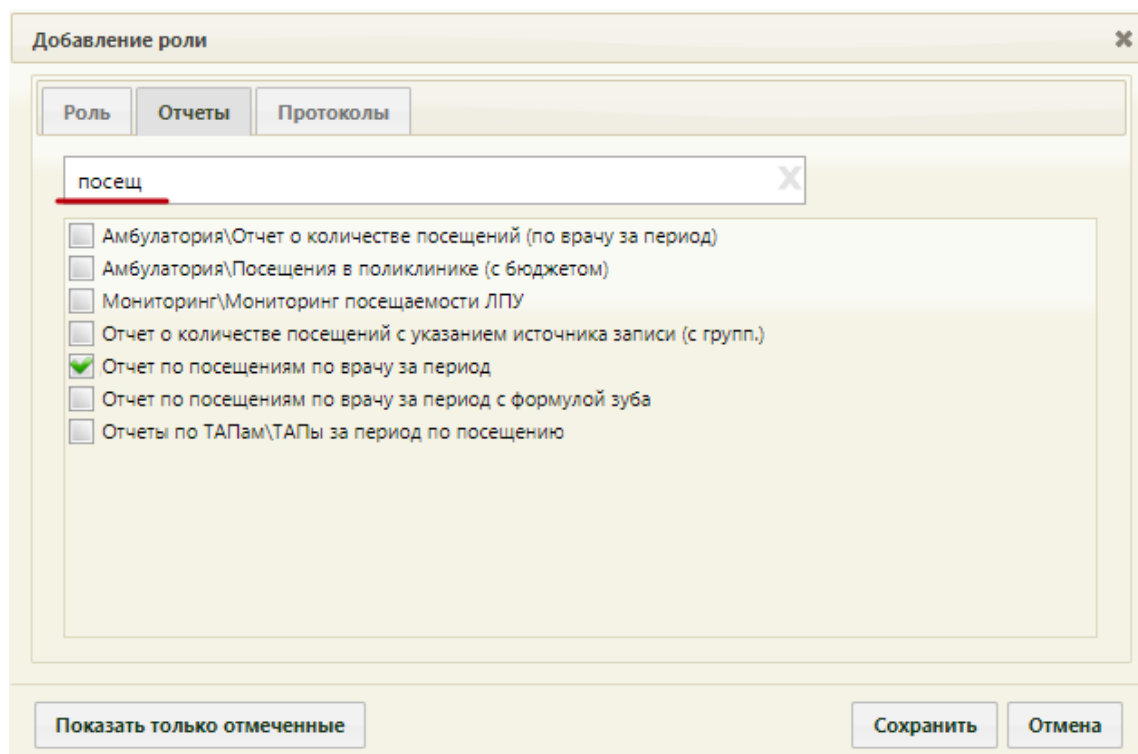 Добавление роли
Роль Отчеты Протоколы
посещ
Амбулатория\Отчет о количестве посещений (по врачу за период)
Амбулатория\Посещения в поликлинике (с бюджетом)
Мониторинг\Мониторинг посещаемости ЛПУ
Отчет о количестве посещений с указанием источника записи (с групп.)
Отчет по посещениям по врачу за период
Отчет по посещениям по врачу за период с формулой зуба
Отчеты по ТАПам\ТАПы за период по посещению
Показать только отмеченные Сохранить Отмена